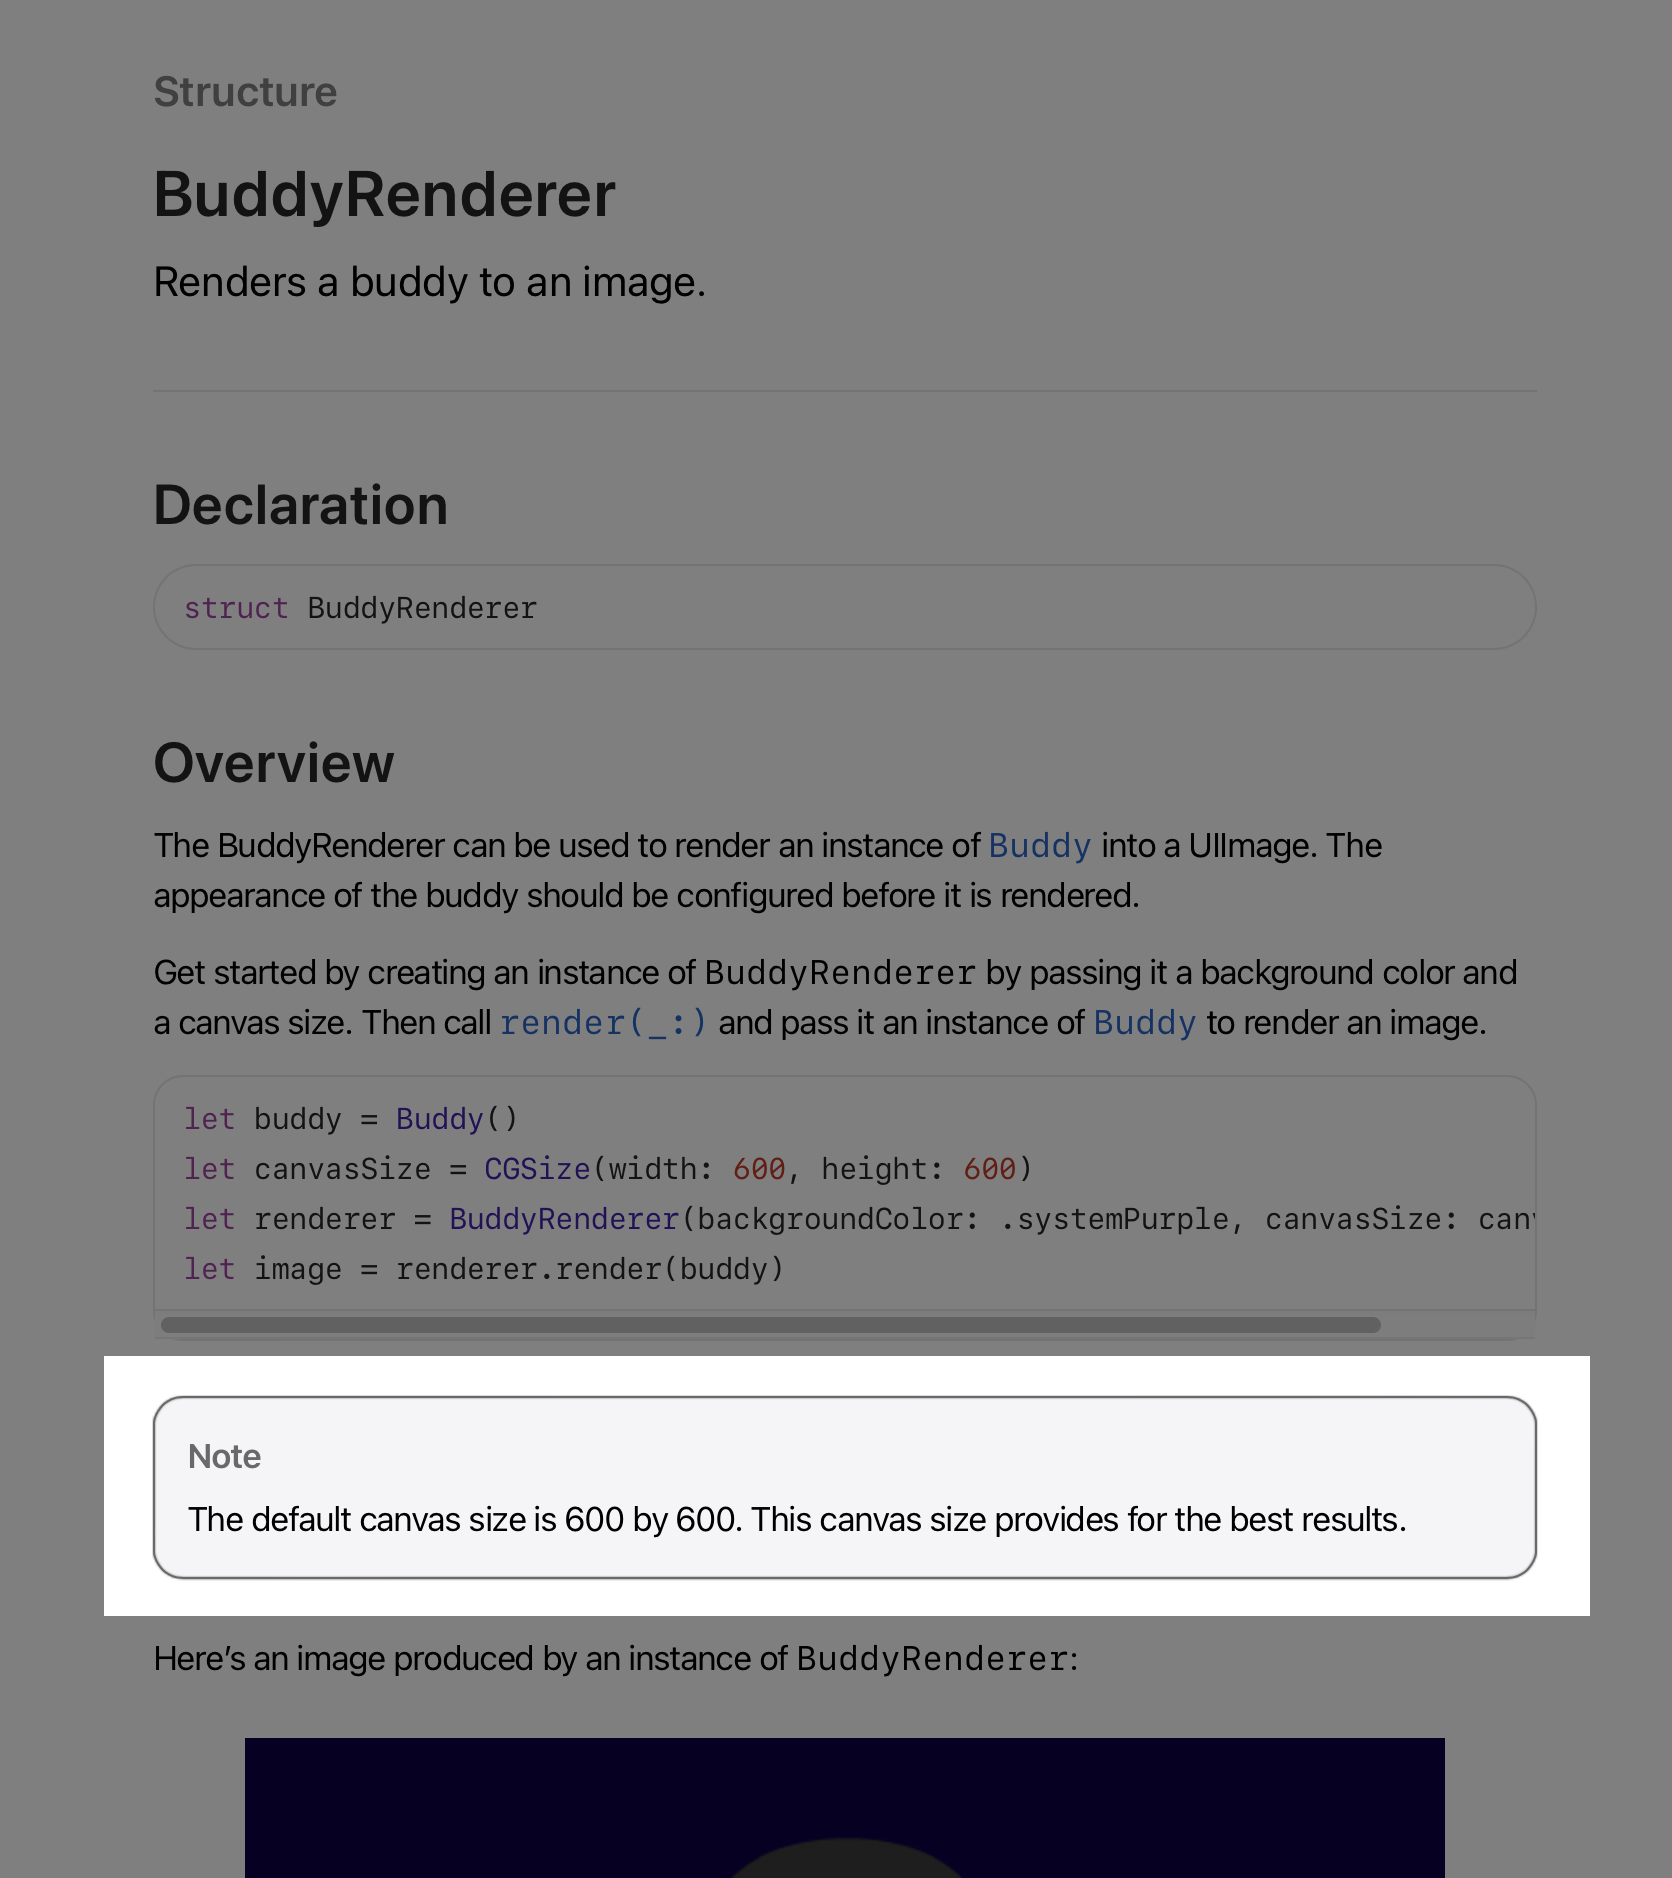 Structure
BuddyRenderer
Renders a buddy to an image.
Declaration
struct BuddyRenderer
Overview
The BuddyRenderer can be used to render an instance of Buddy into a UIImage. The
appearance of the buddy should be configured before it is rendered.
Get started by creating an instance of BuddyRenderer by passing it a background color and
a canvas size. Then call render(_:) and pass it an instance of Buddy to render an image.
let buddy = Buddy()
let canvasSize = CGSize(width: 600, height: 600)
let renderer = BuddyRenderer(backgroundColor: .systemPurple, canvasSize:
let image = renderer.render(buddy)
Note
The default canvas size is 600 by 600. This canvas size provides for the best results.
Here’s an image produced by an instance of BuddyRenderer: